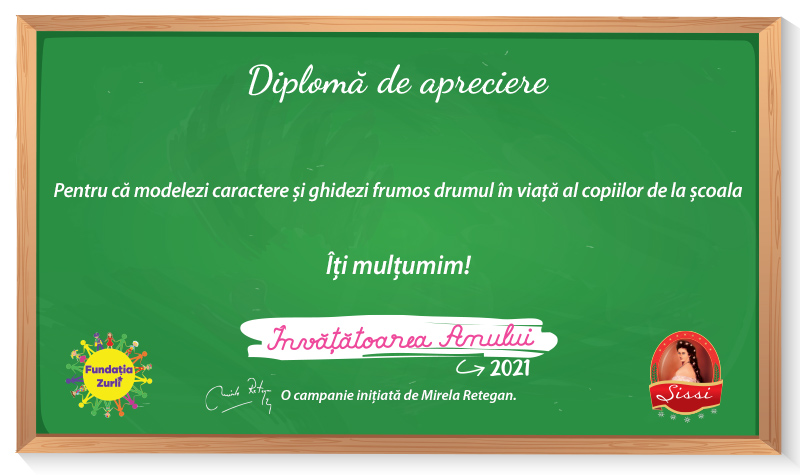 Diplomă de apreciere
Pentru că modelezi caractere și ghidezi frumos drumul în viață al copiilor de la școala
Îți mulțumim!
Învățătoarea Anului
2021
Fundația
Zurli
O campanie inițiată de Mirela Retegan.
Sissi